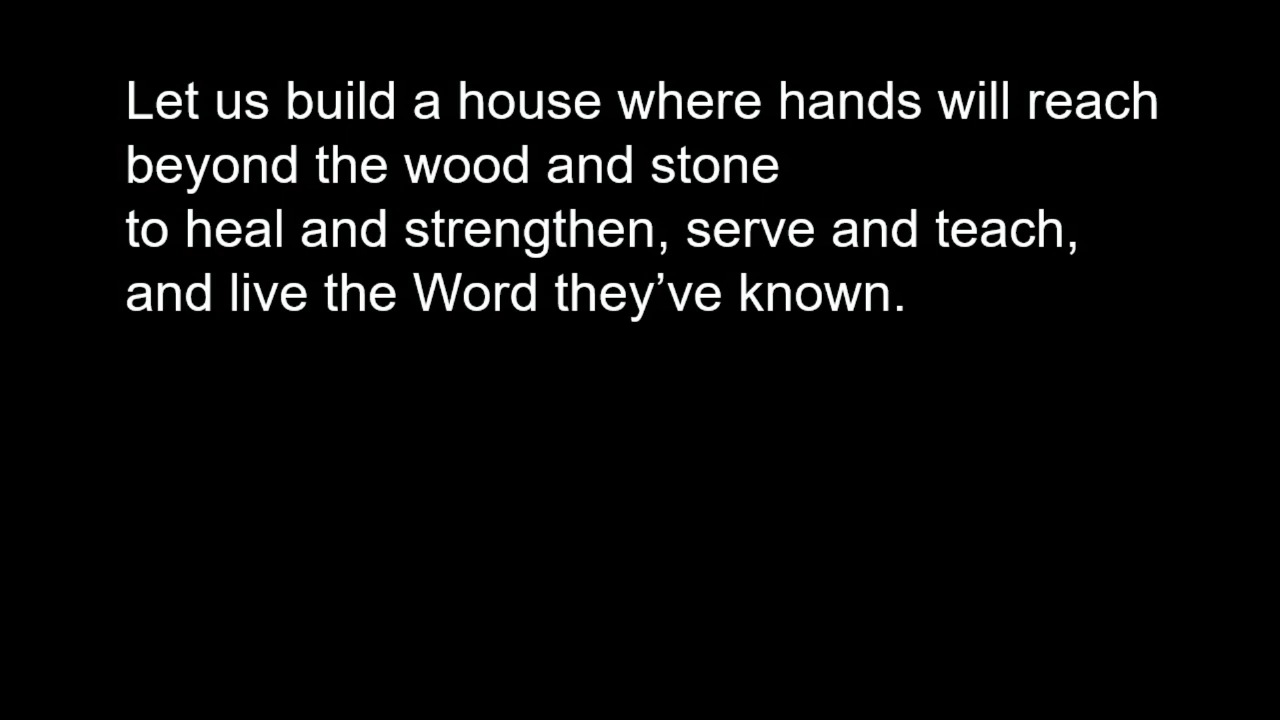 Let us build a house where hands will reach
beyond the wood and stone
to heal and strengthen, serve and teach,
and live the Word they’ve known.